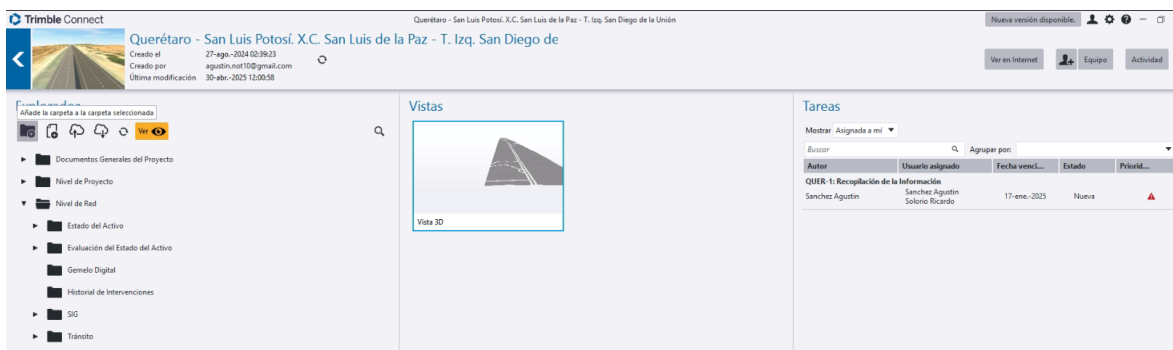 Trimble Connect
Querétaro - San Luis Potosí. X.C. San Luis de la Paz - T. Izq. San Diego de la Unión
Nueva versión disponible.
Querétaro - San Luis Potosí. X.C. San Luis de la Paz - T. Izq. San Diego de
Creado el 27-ago.-2024 02:39:23
Creado por agustin.not10@gmail.com
Última modificación 30-abr.-2025 12:00:58
Ver en Internet
Equipo
Actividad
Explorador
Añade la carpeta a la carpeta seleccionada
Ver
Documentos Generales del Proyecto
Nivel de Proyecto
Nivel de Red
Estado del Activo
Evaluación del Estado del Activo
Gemelo Digital
Historial de Intervenciones
SIG
Tránsito
Vistas
Vista 3D
Tareas
Mostrar Asignada a mí
Buscar
Agrupar por:
Autor Usuario asignado Fecha venci... Estado Priorid...
QUER-1: Recopilación de la Información
Sanchez Agustin Sanchez Agustin 17-ene.-2025 Nueva
Solorio Ricardo